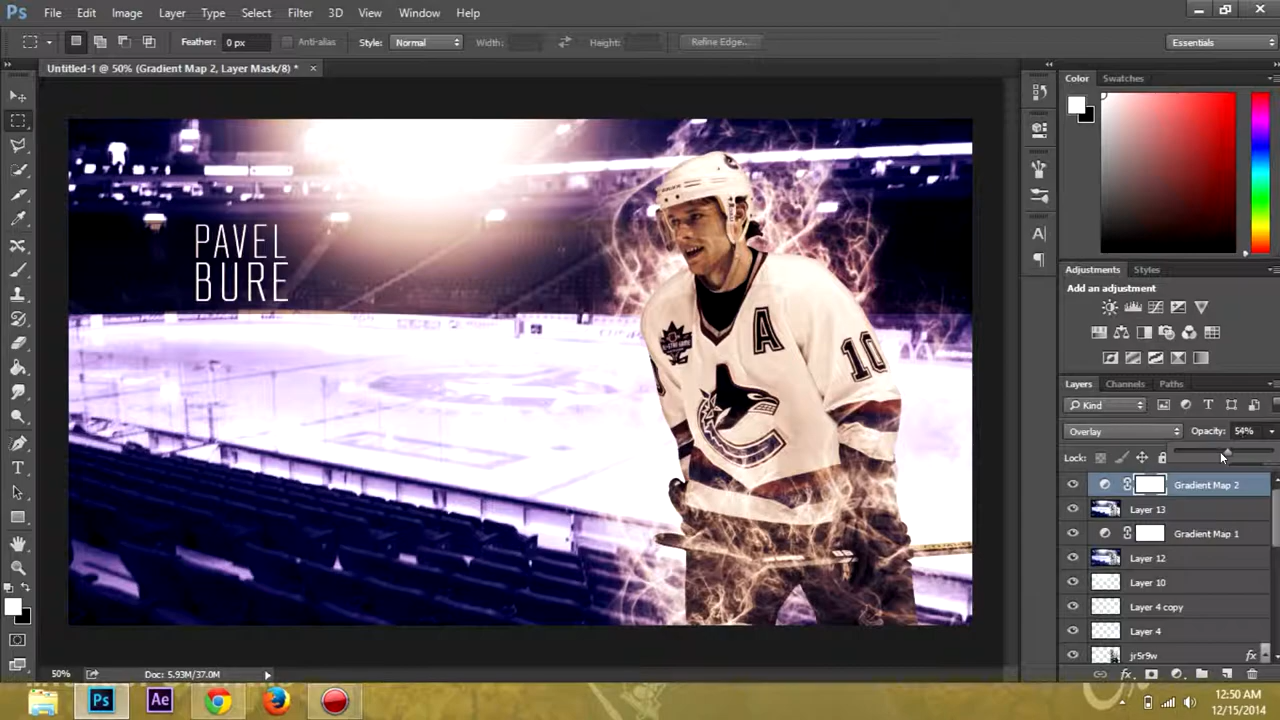 Ps File Edit Image Layer Type Select Filter 3D View Window Help
Feather: 0 px Anti-alias Style: Normal Width: Height: Refine Edge... Essentials
Untitled-1 @ 50% (Gradient Map 2, Layer Mask/8) * ×
Color Swatches
PAVEL
BURE
A
10
Adjustments Styles
Add an adjustment
Layers Channels Paths
Kind
Overlay Opacity: 54%
Lock:
Gradient Map 2
Layer 13
Gradient Map 1
Layer 12
Layer 10
Layer 4 copy
Layer 4
jr5r9w fx
50% Doc: 5.93M/37.0M
Ps Ae
12:50 AM
12/15/2014